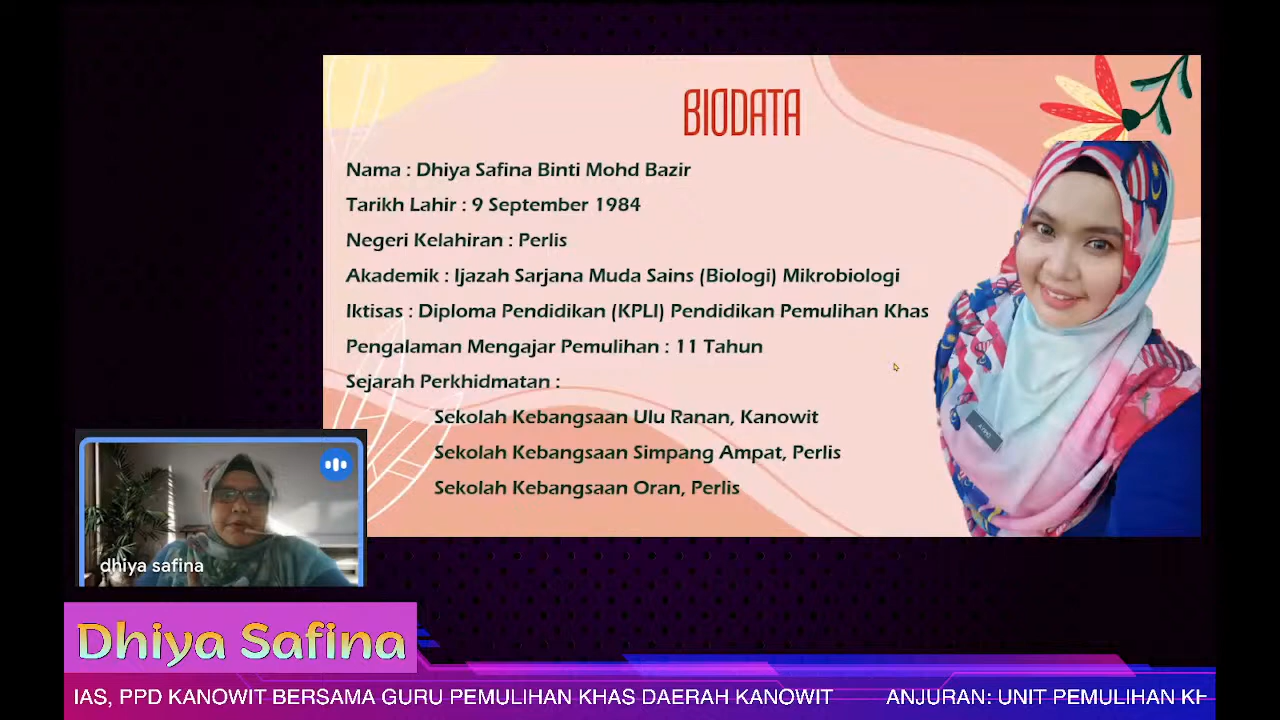 BIODATA
Nama : Dhiya Safina Binti Mohd Bazir
Tarikh Lahir : 9 September 1984
Negeri Kelahiran : Perlis
Akademik : Ijazah Sarjana Muda Sains (Biologi) Mikrobiologi
Iktisas : Diploma Pendidikan (KPLI) Pendidikan Pemulihan Khas
Pengalaman Mengajar Pemulihan : 11 Tahun
Sejarah Perkhidmatan :
Sekolah Kebangsaan Ulu Ranan, Kanowit
Sekolah Kebangsaan Simpang Ampat, Perlis
Sekolah Kebangsaan Oran, Perlis
dhiya safina
Dhiya Safina
IAS, PPD KANOWIT BERSAMA GURU PEMULIHAN KHAS DAERAH KANOWIT ANJURAN: UNIT PEMULIHAN KH